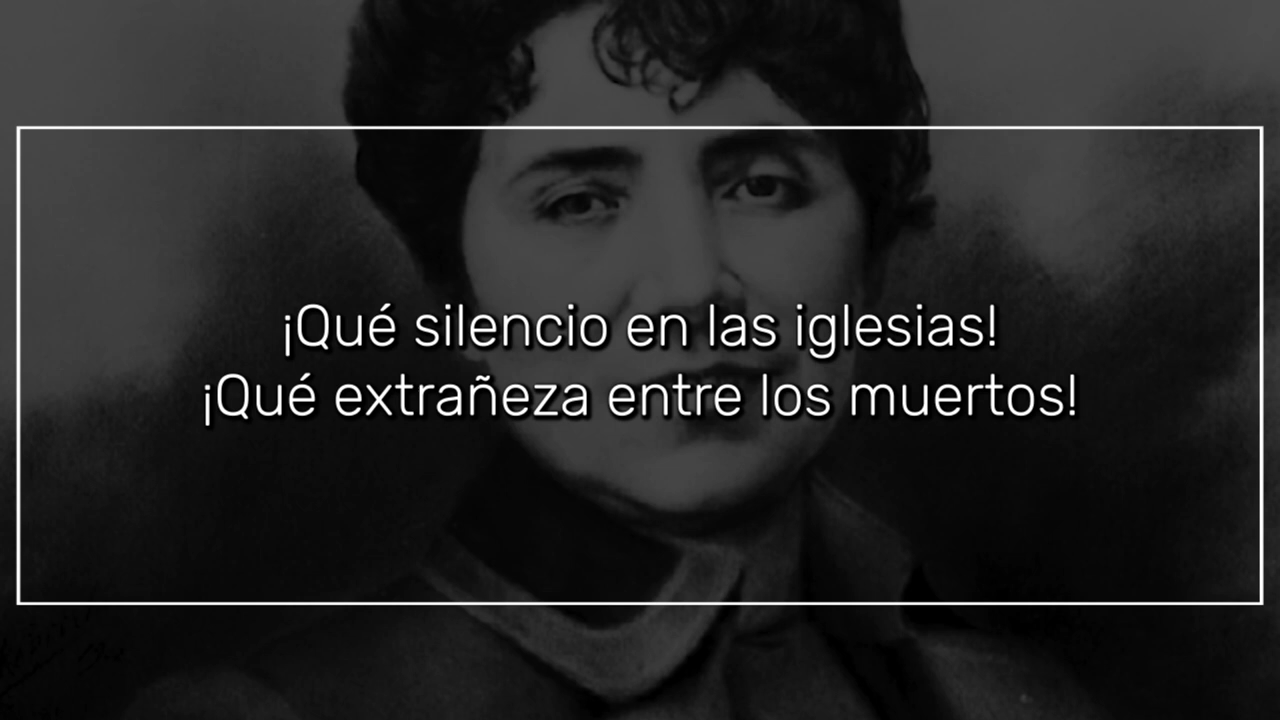 ¡Qué silencio en las iglesias!
¡Qué extrañeza entre los muertos!